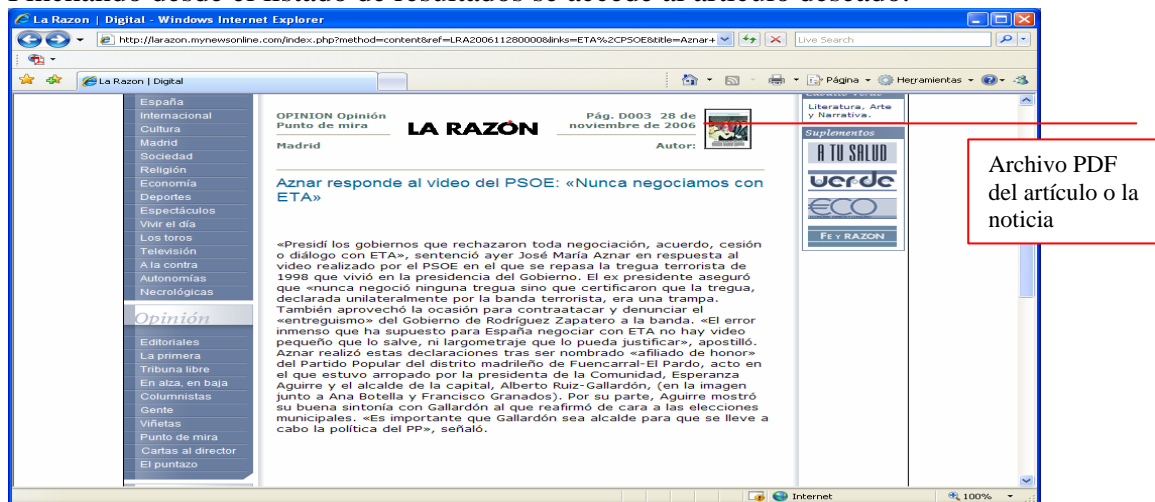 Pinchando desde el listado de resultados se accede al artículo deseado.
La Razon | Digital - Windows Internet Explorer
http://larazon.mynewsonline.com/index.php?method=content&ref=LRA2006112800008&links=ETA%2CPSOE&title=Aznar+
Live Search
La Razon | Digital
Página
Herramientas
España
Internacional
Cultura
Madrid
Sociedad
Religión
Economía
Deportes
Espectáculos
Vivir el día
Los toros
Televisión
A la contra
Autonomías
Necrológicas
Opinión
Editoriales
La primera
Tribuna libre
En alza, en baja
Columnistas
Gente
Viñetas
Punto de mira
Cartas al director
El puntazo
OPINION Opinión
Punto de mira
LA RAZÓN
Pág. D003 28 de
noviembre de 2006
Madrid
Autor:
Aznar responde al video del PSOE: «Nunca negociamos con
ETA»
«Presidí los gobiernos que rechazaron toda negociación, acuerdo, cesión
o diálogo con ETA», sentenció ayer José María Aznar en respuesta al
video realizado por el PSOE en el que se repasa la tregua terrorista de
1998 que vivió en la presidencia del Gobierno. El ex presidente aseguró
que «nunca negoció ninguna tregua sino que certificaron que la tregua,
declarada unilateralmente por la banda terrorista, era una trampa.
También aprovechó la ocasión para contraatacar y denunciar el
«entreguismo» del Gobierno de Rodríguez Zapatero a la banda. «El error
inmenso que ha supuesto para España negociar con ETA no hay video
pequeño que lo salve, ni largometraje que lo pueda justificar», apostilló.
Aznar realizó estas declaraciones tras ser nombrado «afiliado de honor»
del Partido Popular del distrito madrileño de Fuencarral-El Pardo, acto en
el que estuvo arropado por la presidenta de la Comunidad, Esperanza
Aguirre y el alcalde de la capital, Alberto Ruiz-Gallardón, (en la imagen
junto a Ana Botella y Francisco Granados). Por su parte, Aguirre mostró
su buena sintonía con Gallardón al que reafirmó de cara a las elecciones
municipales. «Es importante que Gallardón sea alcalde para que se lleve a
cabo la política del PP», señaló.
Caballo Verde
Literatura, Arte
y Narrativa.
Suplementos
A TU SALUD
verde
ECO
FE Y RAZON
Archivo PDF
del artículo o la
noticia
Internet
100%